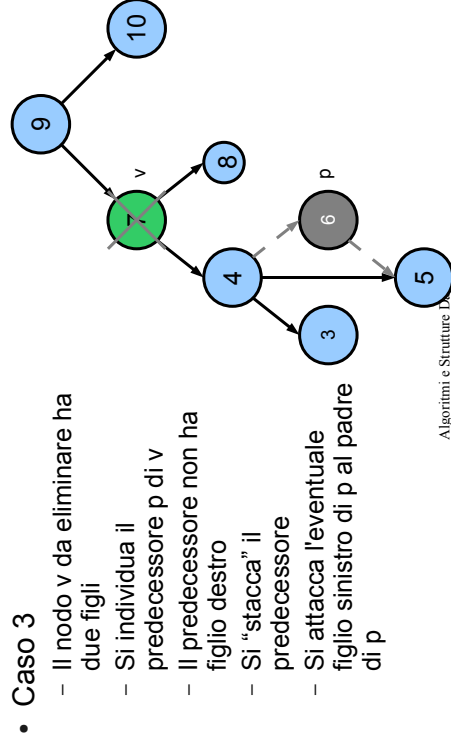 • Caso 3
– Il nodo v da eliminare ha
due figli
– Si individua il
predecessore p di v
– Il predecessore non ha
figlio destro
– Si “stacca” il
predecessore
– Si attacca l'eventuale
figlio sinistro di p al padre
di p
9
10
7 v
8
4
6 p
3
5
Algoritmi e Strutture